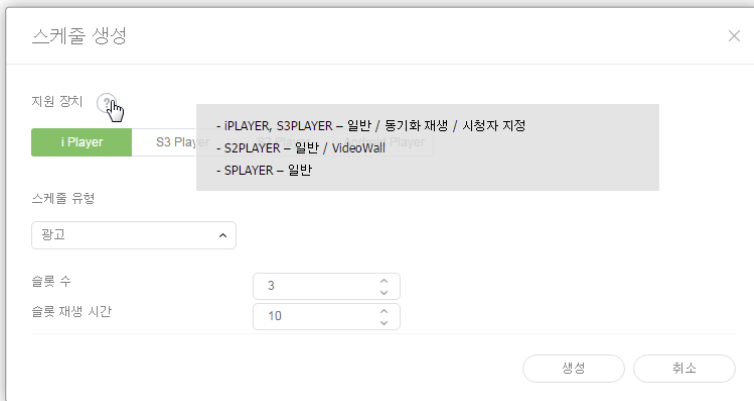 스케줄 생성
지원 장치 ?
- iPLAYER, S3PLAYER – 일반 / 동기화 재생 / 시청자 지정
i Player S3 Player Player
- S2PLAYER – 일반 / VideoWall
- SPLAYER – 일반
스케줄 유형
광고
슬롯 수 3
슬롯 재생 시간 10
생성 취소